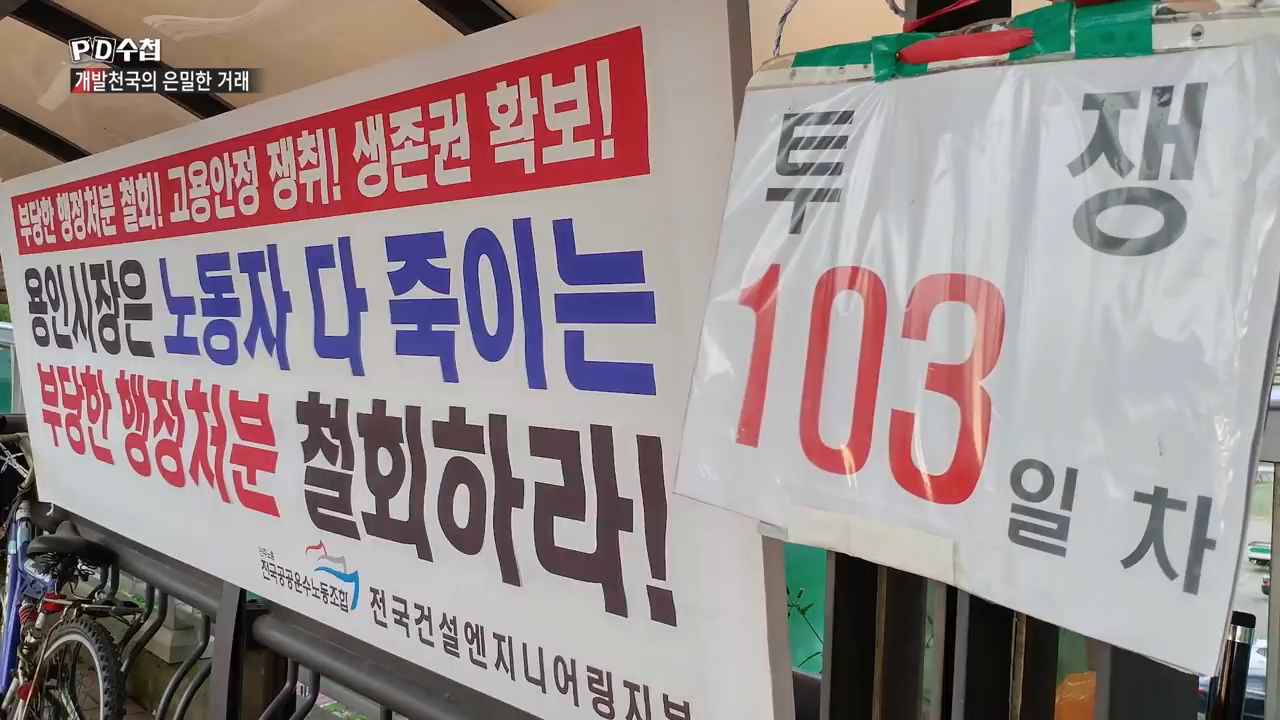 PD수첩
개발천국의 은밀한 거래
부당한 행정처분 철회! 고용안정 쟁취! 생존권 확보!
용인시장은 노동자 다 죽이는
부당한 행정처분 철회하라!
전국공공운수노동조합
전국건설엔지니어링지부
투쟁
103
일차